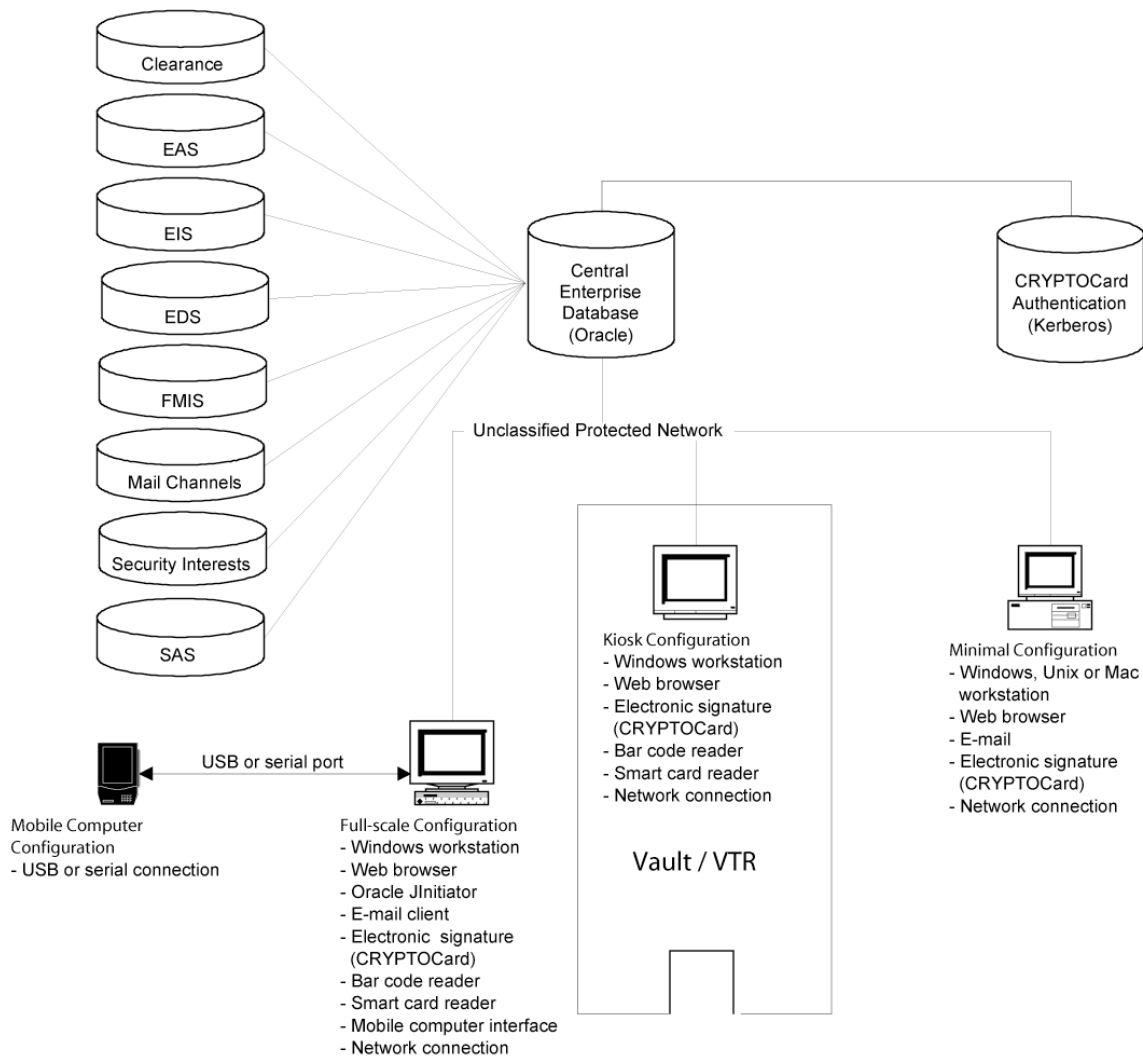 Clearance
EAS
EIS
EDS
FMIS
Mail Channels
Security Interests
SAS
Central
Enterprise
Database
(Oracle)
CRYPTOCard
Authentication
(Kerberos)
Unclassified Protected Network
USB or serial port
Mobile Computer
Configuration
- USB or serial connection
Full-scale Configuration
- Windows workstation
- Web browser
- Oracle JInitiator
- E-mail client
- Electronic signature
(CRYPTOCard)
- Bar code reader
- Smart card reader
- Mobile computer interface
- Network connection
Kiosk Configuration
- Windows workstation
- Web browser
- Electronic signature
(CRYPTOCard)
- Bar code reader
- Smart card reader
- Network connection
Vault / VTR
Minimal Configuration
- Windows, Unix or Mac
workstation
- Web browser
- E-mail
- Electronic signature
(CRYPTOCard)
- Network connection